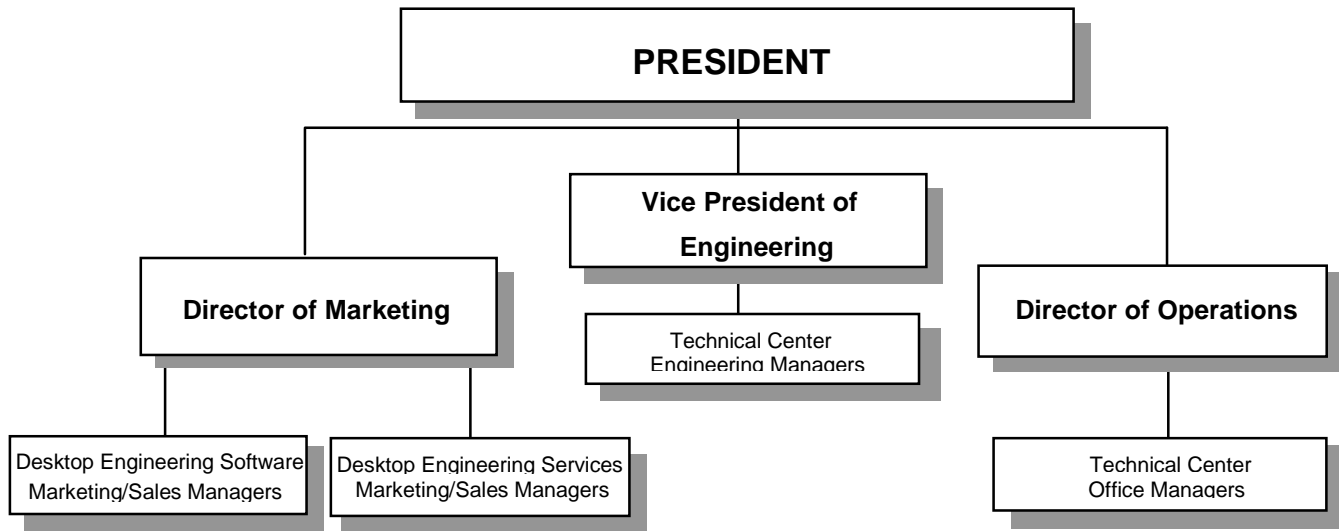 PRESIDENT
Vice President of
Engineering
Director of Marketing
Director of Operations
Technical Center
Engineering Managers
Desktop Engineering Software
Marketing/Sales Managers
Desktop Engineering Services
Marketing/Sales Managers
Technical Center
Office Managers